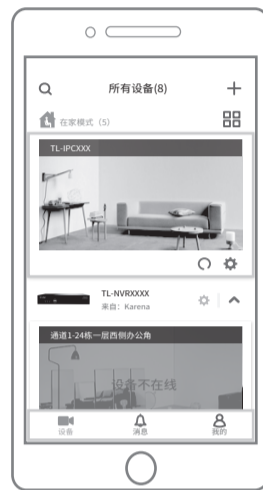 所有设备(8)
在家模式（5）
TL-IPCXXX
TL-NVRXXXX
来自：Karena
通道1-24栋一层西侧办公角
设备不在线
设备 消息 我的